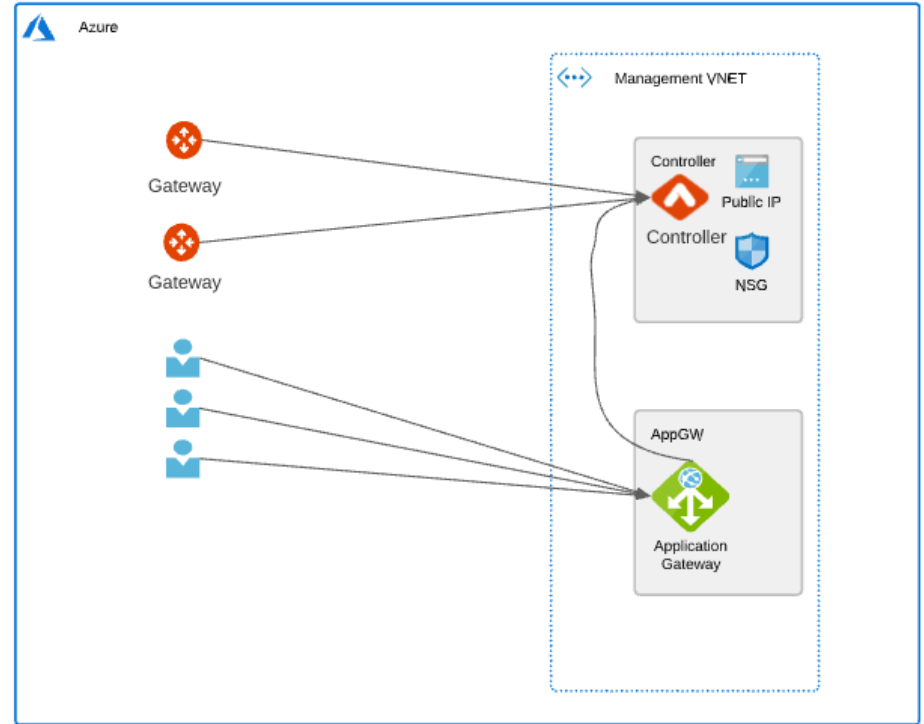 Azure
Management VNET
Gateway
Gateway
Controller
Public IP
Controller
NSG
AppGW
Application
Gateway